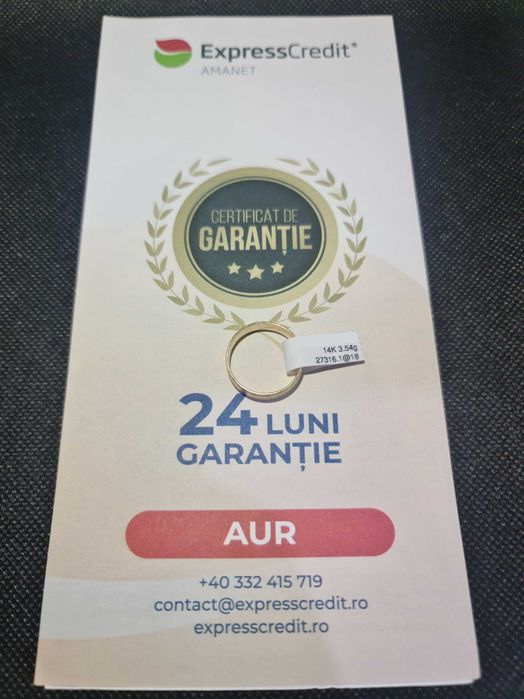 ExpressCredit*
AMANET
CERTIFICAT DE
GARANȚIE
14K 3.54g
27316.1@18
24 LUNI
GARANȚIE
AUR
+40 332 415 719
contact@expresscredit.ro
expresscredit.ro